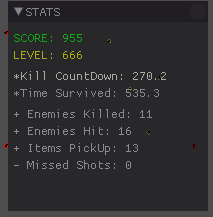 ▼STATS
SCORE: 955
LEVEL: 666
*Kill CountDown: 270.2
*Time Survived: 535.3
+ Enemies Killed: 11
+ Enemies Hit: 16
+ Items PickUp: 13
- Missed Shots: 0